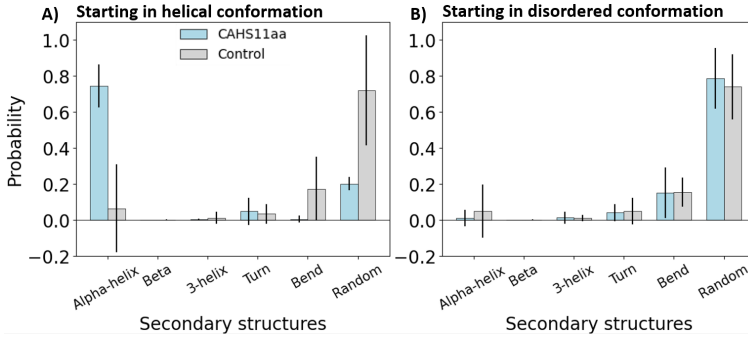 A) Starting in helical conformation
CAHS11aa
Control
Probability
1.0
0.8
0.6
0.4
0.2
0.0
−0.2
Alpha-helix
Beta
3-helix
Turn
Bend
Random
Secondary structures
B) Starting in disordered conformation
1.0
0.8
0.6
0.4
0.2
0.0
−0.2
Alpha-helix
Beta
3-helix
Turn
Bend
Random
Secondary structures